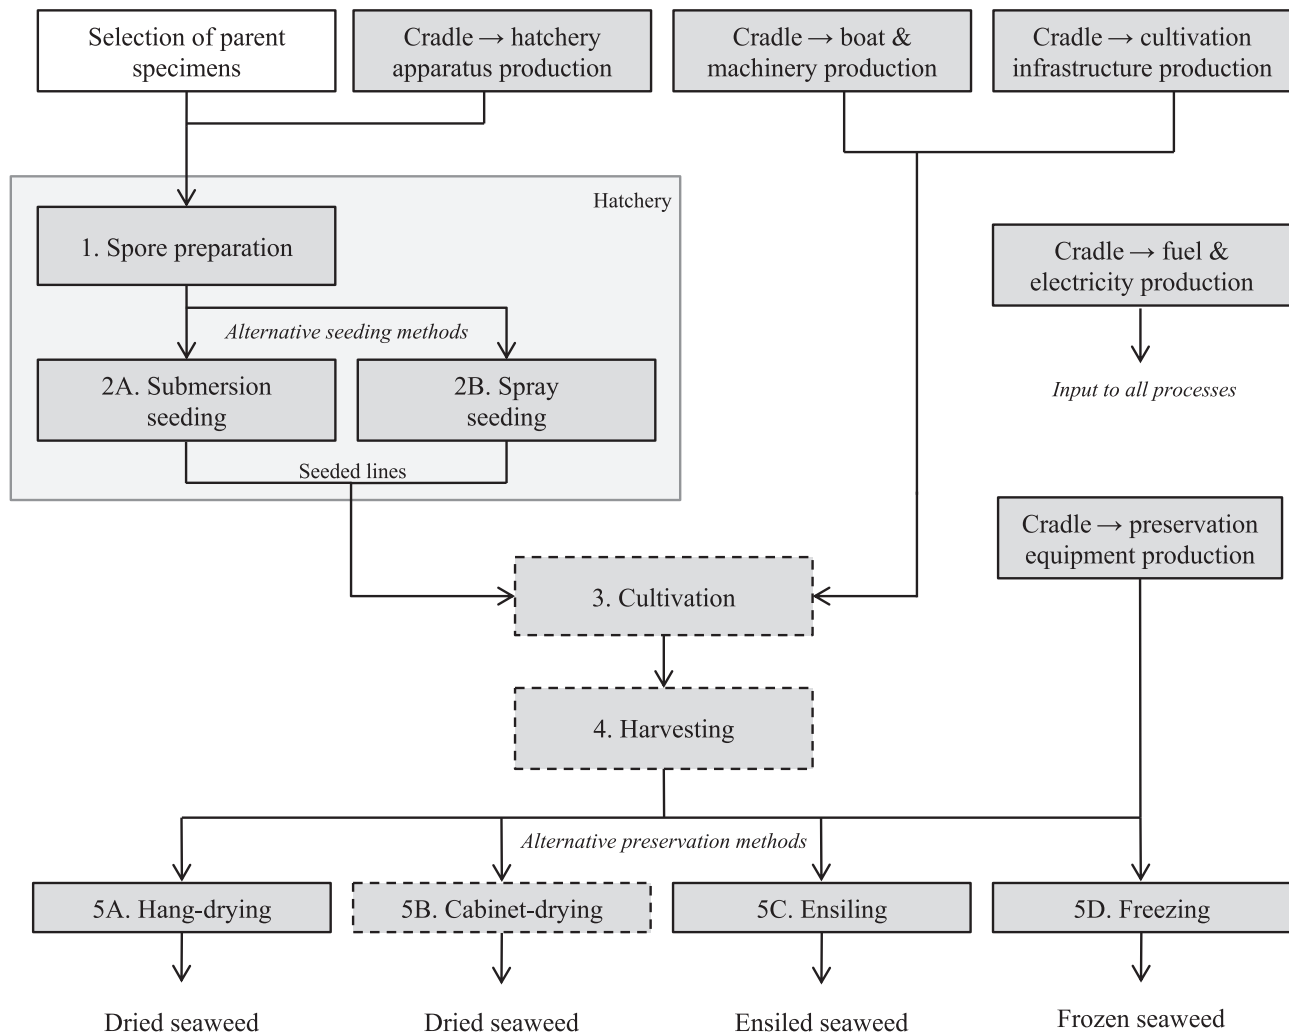 Selection of parent
specimens
Cradle → hatchery
apparatus production
Cradle → boat &
machinery production
Cradle → cultivation
infrastructure production
Hatchery
1. Spore preparation
Cradle → fuel &
electricity production
Alternative seeding methods
2A. Submersion
seeding
2B. Spray
seeding
Input to all processes
Seeded lines
Cradle → preservation
equipment production
3. Cultivation
4. Harvesting
Alternative preservation methods
5A. Hang-drying
5B. Cabinet-drying
5C. Ensiling
5D. Freezing
Dried seaweed
Dried seaweed
Ensiled seaweed
Frozen seaweed